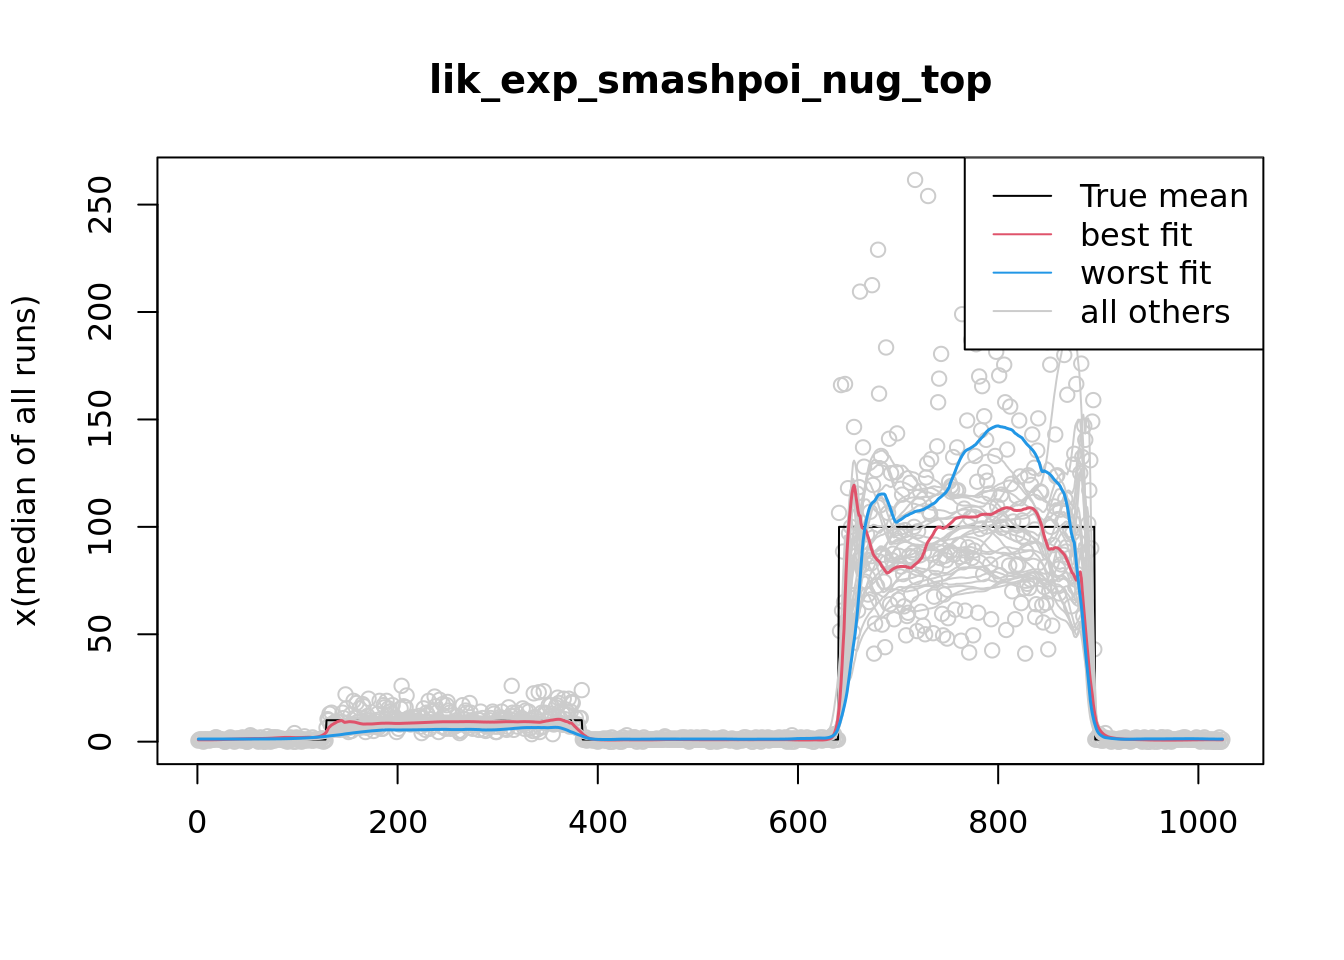 lik_exp_smashpoi_nug_top
x(median of all runs)
250
200
150
100
50
0
0 200 400 600 800 1000
True mean
best fit
worst fit
all others